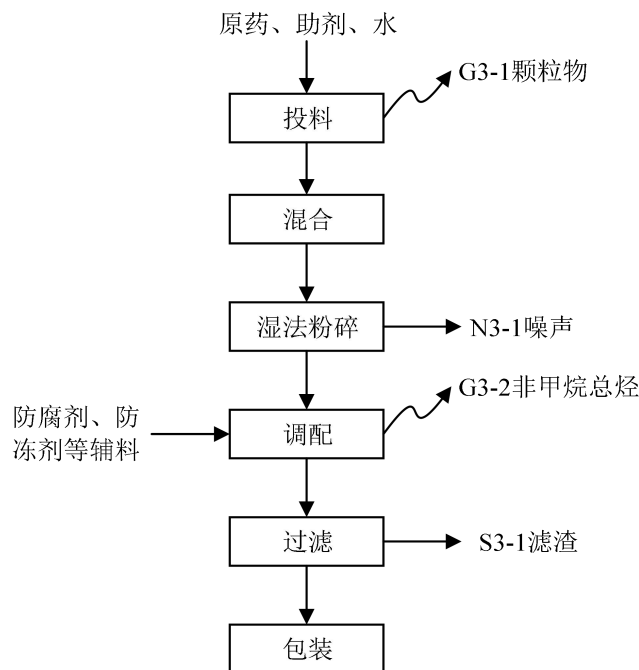 原药、助剂、水
G3-1颗粒物
投料
混合
湿法粉碎
N3-1噪声
G3-2非甲烷总烃
防腐剂、防
冻剂等辅料
调配
过滤
S3-1滤渣
包装